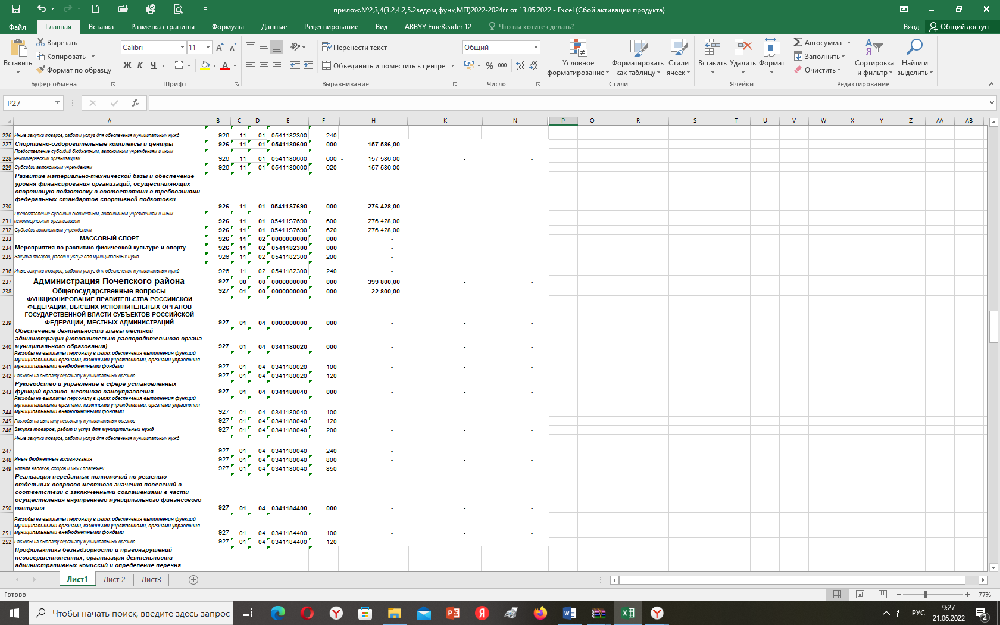 прилож.№2,3,4(3.2,4.2,5.2ведом,функ,МП)2022-2024гг от 13.05.2022 - Excel (Сбой активации продукта)
Файл Главная Вставка Разметка страницы Формулы Данные Рецензирование Вид ABBYY FineReader 12 Что вы хотите сделать? Вход Общий доступ
Вставить Вырезать Копировать Формат по образцу Буфер обмена
Calibri 11 Ж К Ч А Шрифт
Перенести текст Объединить и поместить в центре Выравнивание
Общий % 000 Число
Условное форматирование Форматировать как таблицу Стили ячеек Стили
Вставить Удалить Формат Ячейки
Автосумма Заполнить Очистить Сортировка и фильтр Найти и выделить Редактирование
P27 fx
A B C D E F H K N P Q R S T U V W X Y Z AA AB
226 Иные закупки товаров, работ и услуг для обеспечения муниципальных нужд 926 11 01 0541182300 240 - - -
227 Спортивно-оздоровительные комплексы и центры 926 11 01 0541180600 000 - 157 586,00 - -
Предоставление субсидий бюджетным, автономным учреждениям и иным
228 некоммерческим организациям 926 11 01 0541180600 600 - 157 586,00 - -
229 Субсидии автономным учреждениям 926 11 01 0541180600 620 - 157 586,00
Развитие материально-технической базы и обеспечение
уровня финансирования организаций, осуществляющих
спортивную подготовку в соответствии с требованиями
федеральных стандартов спортивной подготовки
230 926 11 01 05411S7690 000 276 428,00
Предоставление субсидий бюджетным, автономным учреждениям и иным
231 некоммерческим организациям 926 11 01 05411S7690 600 276 428,00
232 Субсидии автономным учреждениям 926 11 01 05411S7690 620 276 428,00
233 МАССОВЫЙ СПОРТ 926 11 02 0000000000 000 -
234 Мероприятия по развитию физической культуре и спорту 926 11 02 0541182300 000 -
235 Закупка товаров, работ и услуг для муниципальных нужд 926 11 02 0541182300 200 -
236 Иные закупки товаров, работ и услуг для обеспечения муниципальных нужд 926 11 02 0541182300 240 -
237 Администрация Почепского района 927 00 00 0000000000 000 399 800,00 - -
238 Общегосударственные вопросы 927 01 00 0000000000 000 22 800,00 - -
ФУНКЦИОНИРОВАНИЕ ПРАВИТЕЛЬСТВА РОССИЙСКОЙ
ФЕДЕРАЦИИ, ВЫСШИХ ИСПОЛНИТЕЛЬНЫХ ОРГАНОВ
ГОСУДАРСТВЕННОЙ ВЛАСТИ СУБЪЕКТОВ РОССИЙСКОЙ
239 ФЕДЕРАЦИИ, МЕСТНЫХ АДМИНИСТРАЦИЙ 927 01 04 0000000000 000 - - -
Обеспечение деятельности главы местной
администрации (исполнительно-распорядительного органа
240 муниципального образования) 927 01 04 0341180020 000 - - -
Расходы на выплаты персоналу в целях обеспечения выполнения функций
муниципальными органами, казенными учреждениями, органами управления
241 муниципальными внебюджетными фондами 927 01 04 0341180020 100 - - -
242 Расходы на выплату персоналу муниципальных органов 927 01 04 0341180020 120 - - -
Руководство и управление в сфере установленных
243 функций органов местного самоуправления 927 01 04 0341180040 000 - - -
Расходы на выплаты персоналу в целях обеспечения выполнения функций
муниципальными органами, казенными учреждениями, органами управления
244 муниципальными внебюджетными фондами 927 01 04 0341180040 100 - - -
245 Расходы на выплату персоналу муниципальных органов 927 01 04 0341180040 120 - - -
246 Закупка товаров, работ и услуг для муниципальных нужд 927 01 04 0341180040 200 - - -
Иные закупки товаров, работ и услуг для обеспечения муниципальных нужд
247 927 01 04 0341180040 240 - - -
248 Иные бюджетные ассигнования 927 01 04 0341180040 800 - - -
249 Уплата налогов, сборов и иных платежей 927 01 04 0341180040 850
Реализация переданных полномочий по решению
отдельных вопросов местного значения поселений в
соответствии с заключенными соглашениями в части
осуществления внутреннего муниципального финансового
250 контроля 927 01 04 0341184400 000 - - -
Расходы на выплаты персоналу в целях обеспечения выполнения функций
муниципальными органами, казенными учреждениями, органами управления
251 муниципальными внебюджетными фондами 927 01 04 0341184400 100 - - -
252 Расходы на выплату персоналу муниципальных органов 927 01 04 0341184400 120
Профилактика безнадзорности и правонарушений
несовершеннолетних, организация деятельности
административных комиссий и определение перечня
Лист1 Лист 2 Лист3
Готово 77%
Чтобы начать поиск, введите здесь запрос РУС 9:27
21.06.2022 2